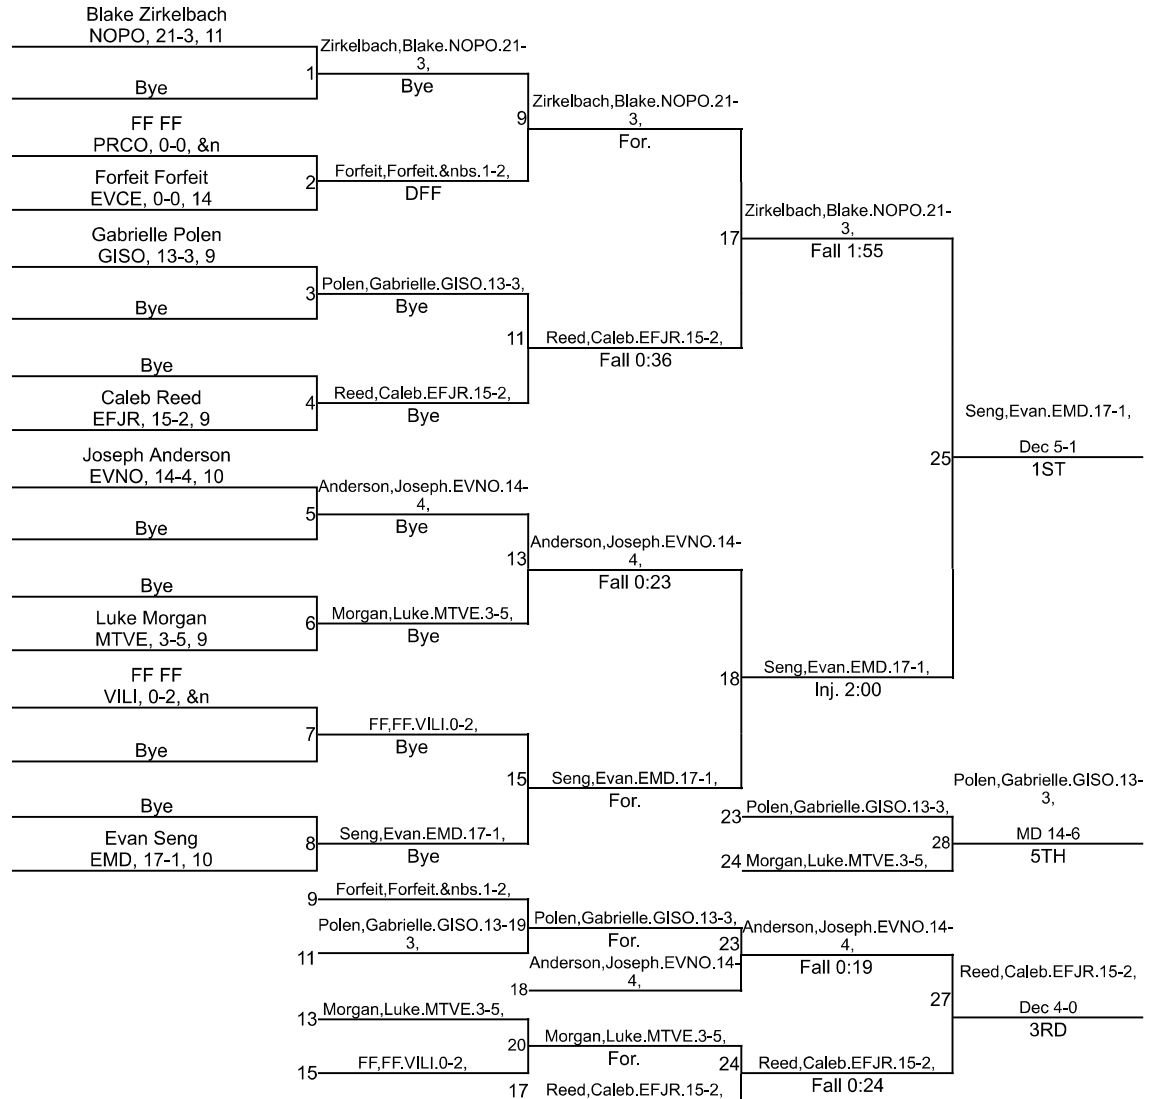 Blake Zirkelbach
NOPO, 21-3, 11
Zirkelbach,Blake.NOPO.21-
3,
1
Bye
Bye
Zirkelbach,Blake.NOPO.21-
3,
9
For.
FF FF
PRCO, 0-0, &n
Forfeit,Forfeit.&nbs.1-2,
2
DFF
Forfeit Forfeit
EVCE, 0-0, 14
Zirkelbach,Blake.NOPO.21-
3,
17
Fall 1:55
Gabrielle Polen
GISO, 13-3, 9
Polen,Gabrielle.GISO.13-3,
3
Bye
Bye
11
Reed,Caleb.EFJR.15-2,
Fall 0:36
Bye
Reed,Caleb.EFJR.15-2,
4
Bye
Caleb Reed
EFJR, 15-2, 9
Seng,Evan.EMD.17-1,
25
Dec 5-1
1ST
Joseph Anderson
EVNO, 14-4, 10
Anderson,Joseph.EVNO.14-
4,
5
Bye
Bye
Anderson,Joseph.EVNO.14-
4,
13
Fall 0:23
Bye
Morgan,Luke.MTVE.3-5,
6
Bye
Luke Morgan
MTVE, 3-5, 9
18
Seng,Evan.EMD.17-1,
Inj. 2:00
FF FF
VILI, 0-2, &n
FF,FF.VILI.0-2,
7
Bye
Bye
15
Seng,Evan.EMD.17-1,
For.
Bye
Seng,Evan.EMD.17-1,
8
Bye
Evan Seng
EMD, 17-1, 10
23
Polen,Gabrielle.GISO.13-3,
Polen,Gabrielle.GISO.13-
3,
28
MD 14-6
5TH
24
Morgan,Luke.MTVE.3-5,
9
Forfeit,Forfeit.&nbs.1-2,
Polen,Gabrielle.GISO.13-19
3,
11
Polen,Gabrielle.GISO.13-3,
For.
23
Anderson,Joseph.EVNO.14-
4,
Fall 0:19
Anderson,Joseph.EVNO.14-
4,
18
27
Reed,Caleb.EFJR.15-2,
Dec 4-0
3RD
13
Morgan,Luke.MTVE.3-5,
20
Morgan,Luke.MTVE.3-5,
For.
15
FF,FF.VILI.0-2,
24
Reed,Caleb.EFJR.15-2,
Fall 0:24
17
Reed,Caleb.EFJR.15-2,